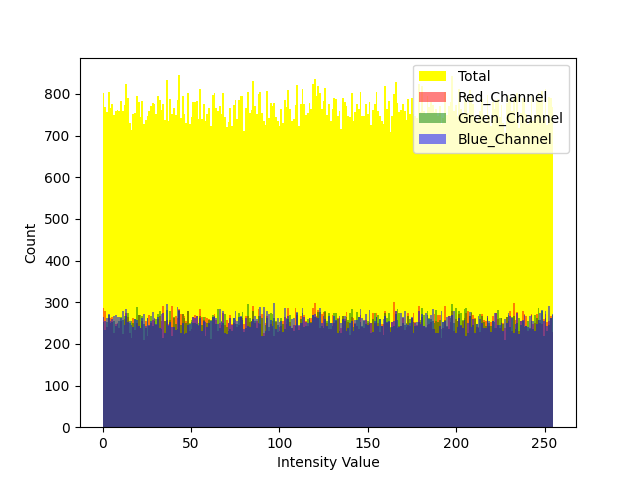 Total
Red_Channel
Green_Channel
Blue_Channel
800
700
600
500
400
300
200
100
0
Count
0 50 100 150 200 250
Intensity Value